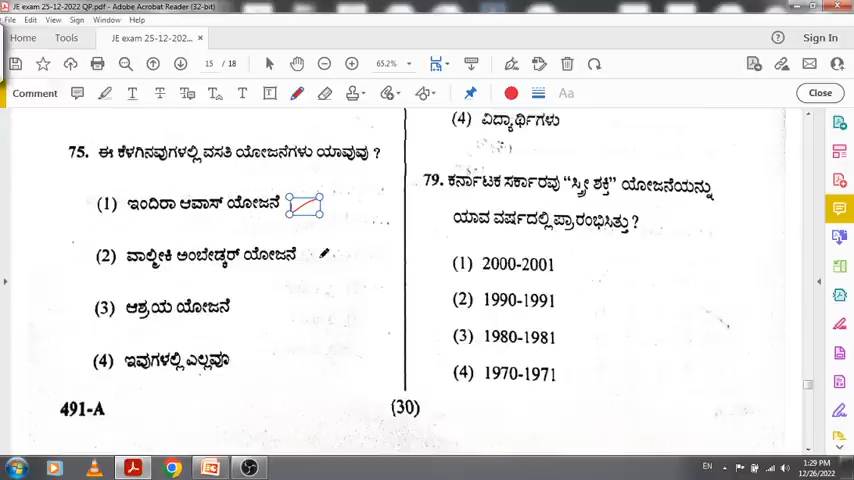 JE exam 25-12-2022 QP.pdf - Adobe Acrobat Reader (32-bit)
File Edit View Sign Window Help
Home Tools JE exam 25-12-202... × Sign In
15 / 18 65.2%
Comment Close
75. ಈ ಕೆಳಗಿನವುಗಳಲ್ಲಿ ವಸತಿ ಯೋಜನೆಗಳು ಯಾವುವು ?
(1) ಇಂದಿರಾ ಆವಾಸ್ ಯೋಜನೆ
(2) ವಾಲ್ಮೀಕಿ ಅಂಬೇಡ್ಕರ್ ಯೋಜನೆ
(3) ಆಶ್ರಯ ಯೋಜನೆ
(4) ಇವುಗಳಲ್ಲಿ ಎಲ್ಲವೂ
491-A
(30)
(4) ವಿದ್ಯಾರ್ಥಿಗಳು
79. ಕರ್ನಾಟಕ ಸರ್ಕಾರವು “ಸ್ತ್ರೀ ಶಕ್ತಿ” ಯೋಜನೆಯನ್ನು
ಯಾವ ವರ್ಷದಲ್ಲಿ ಪ್ರಾರಂಭಿಸಿತ್ತು ?
(1) 2000-2001
(2) 1990-1991
(3) 1980-1981
(4) 1970-1971
EN 1:29 PM
12/26/2022